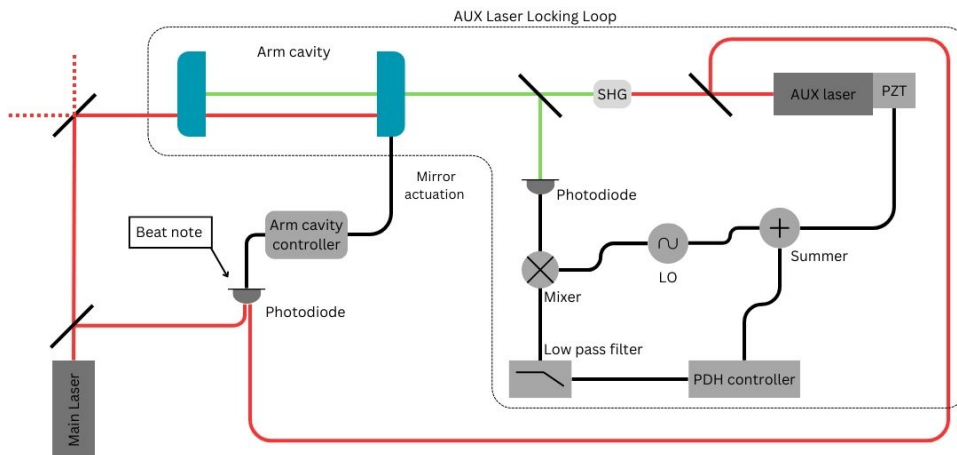 AUX Laser Locking Loop
Arm cavity
SHG
AUX laser
PZT
Mirror
actuation
Photodiode
Beat note
Arm cavity
controller
LO
Summer
Mixer
Photodiode
Low pass filter
PDH controller
Main Laser